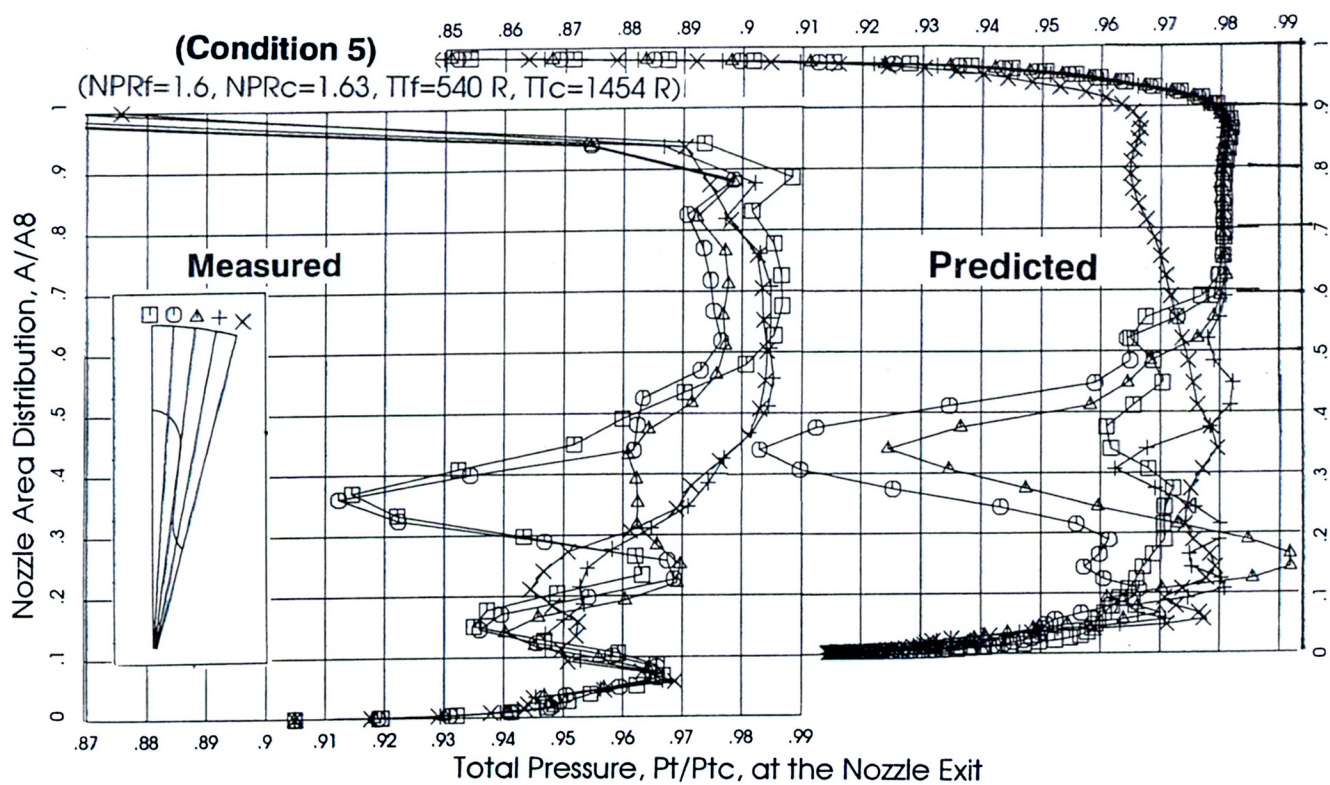 .85 .86 .87 .88 .89 .9 .91 .92 .93 .94 .95 .96 .97 .98 .99
(Condition 5)
(NPRf=1.6, NPRc=1.63, TTf=540 R, TTc=1454 R)
Nozzle Area Distribution, A/A8
1
.9
.8
.7
.6
.5
.4
.3
.2
.1
0
Measured
Predicted
1
.9
.8
.7
.6
.5
.4
.3
.2
.1
0
.87 .88 .89 .9 .91 .92 .93 .94 .95 .96 .97 .98 .99
Total Pressure, Pt/Ptc, at the Nozzle Exit